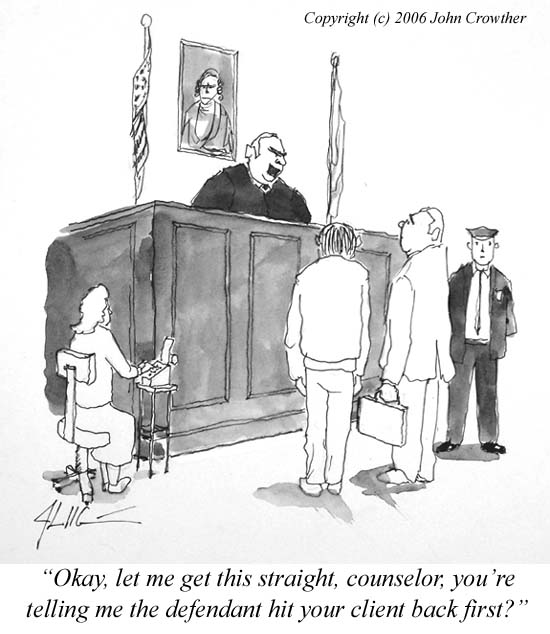 Copyright (c) 2006 John Crowther
“Okay, let me get this straight, counselor, you’re
telling me the defendant hit your client back first?”